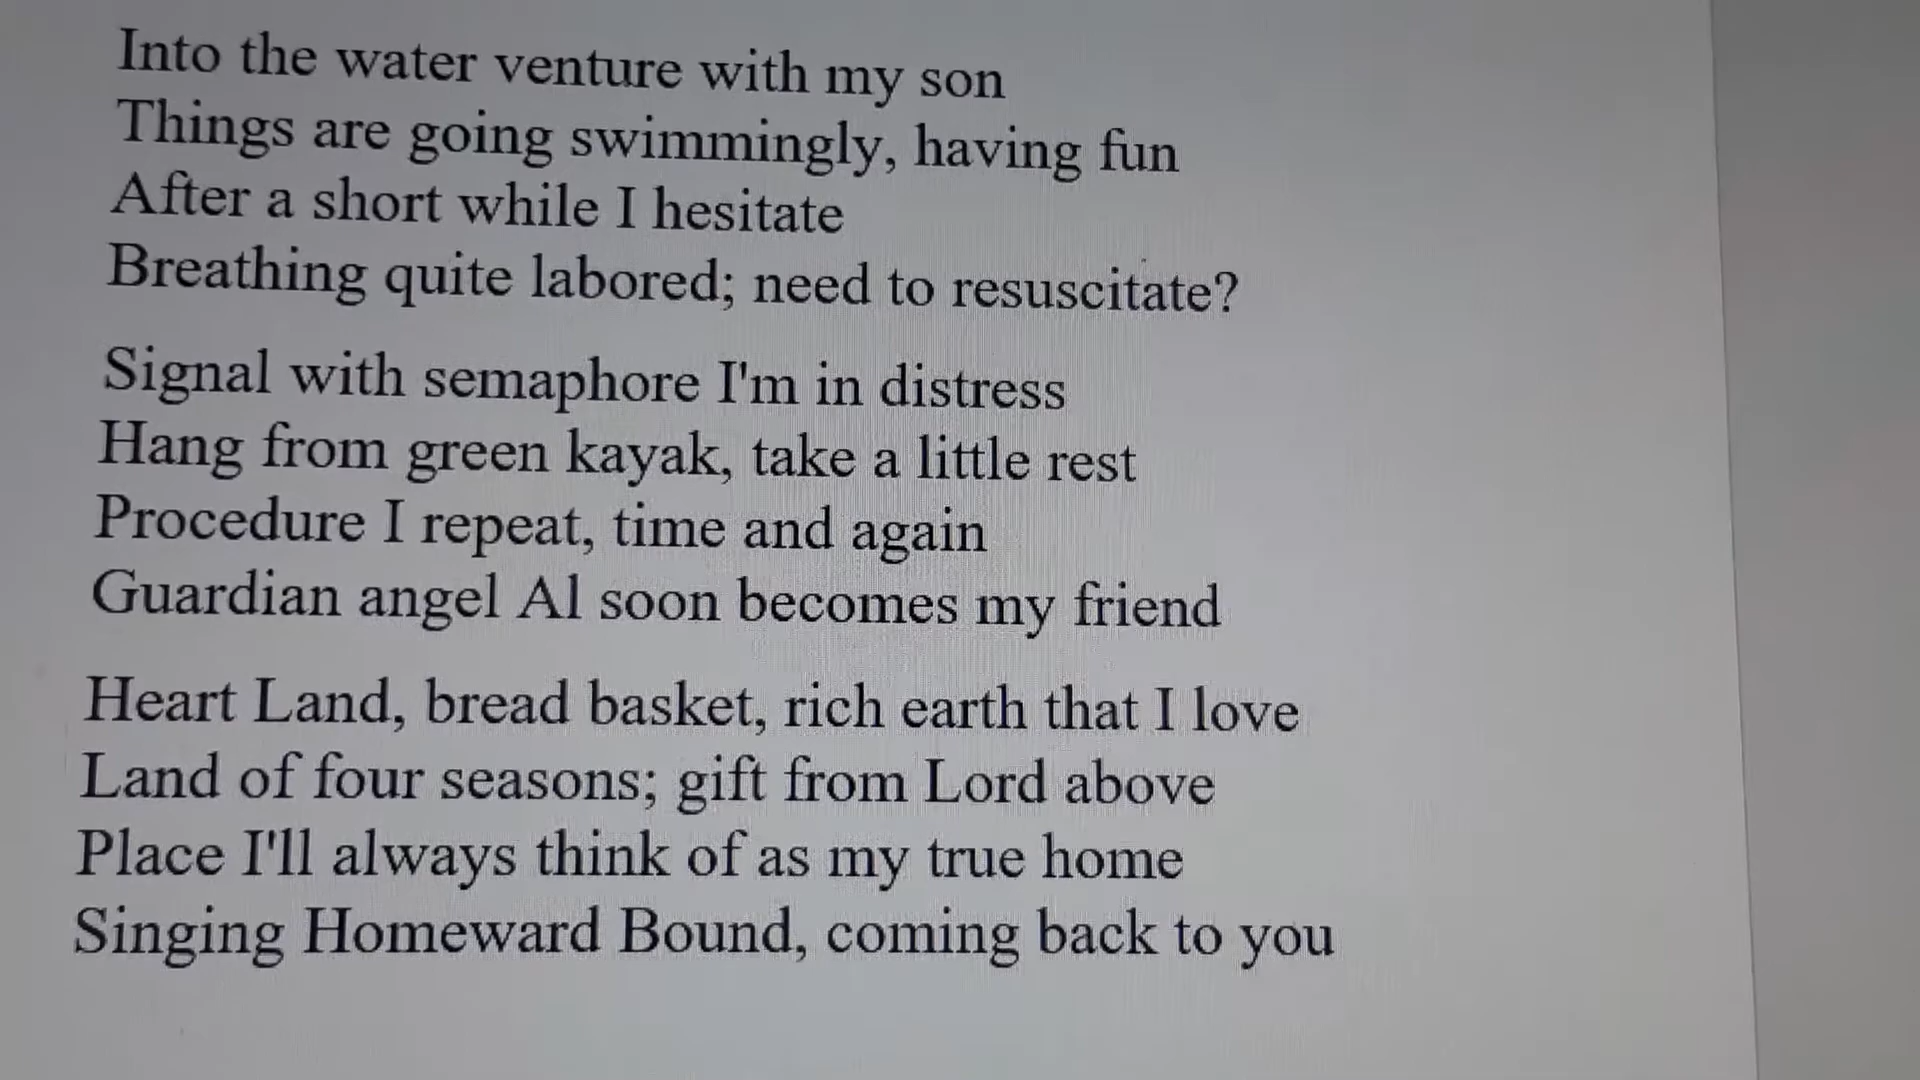 Into the water venture with my son
Things are going swimmingly, having fun
After a short while I hesitate
Breathing quite labored; need to resuscitate?
Signal with semaphore I'm in distress
Hang from green kayak, take a little rest
Procedure I repeat, time and again
Guardian angel Al soon becomes my friend
Heart Land, bread basket, rich earth that I love
Land of four seasons; gift from Lord above
Place I'll always think of as my true home
Singing Homeward Bound, coming back to you